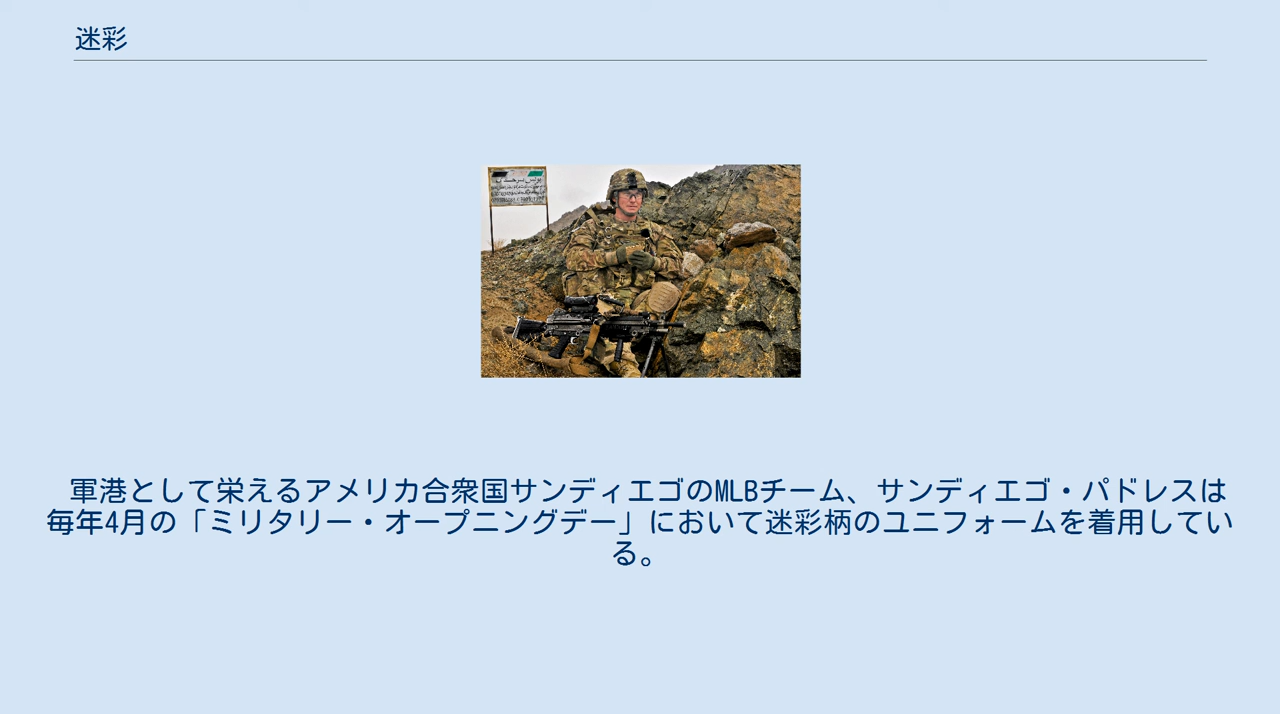 迷彩
軍港として栄えるアメリカ合衆国サンディエゴのMLBチーム、サンディエゴ・パドレスは
毎年4月の「ミリタリー・オープニングデー」において迷彩柄のユニフォームを着用してい
る。